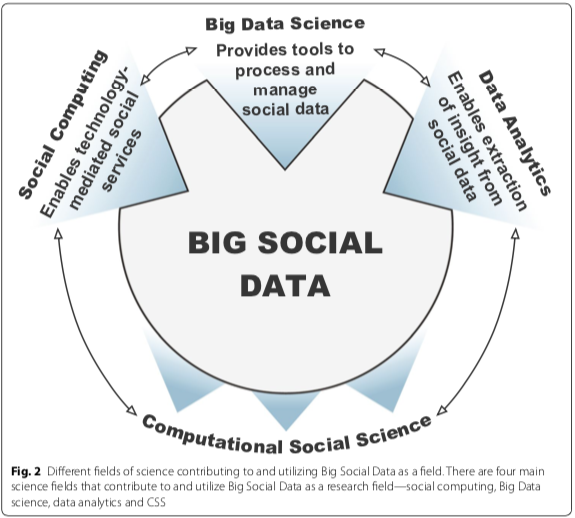 Big Data Science
Provides tools to
process and
manage
social data
Social Computing
Enables technology-
mediated social
services
Data Analytics
Enables extraction
of insight from
social data
BIG SOCIAL
DATA
Computational Social Science
Fig. 2 Different fields of science contributing to and utilizing Big Social Data as a field. There are four main
science fields that contribute to and utilize Big Social Data as a research field—social computing, Big Data
science, data analytics and CSS